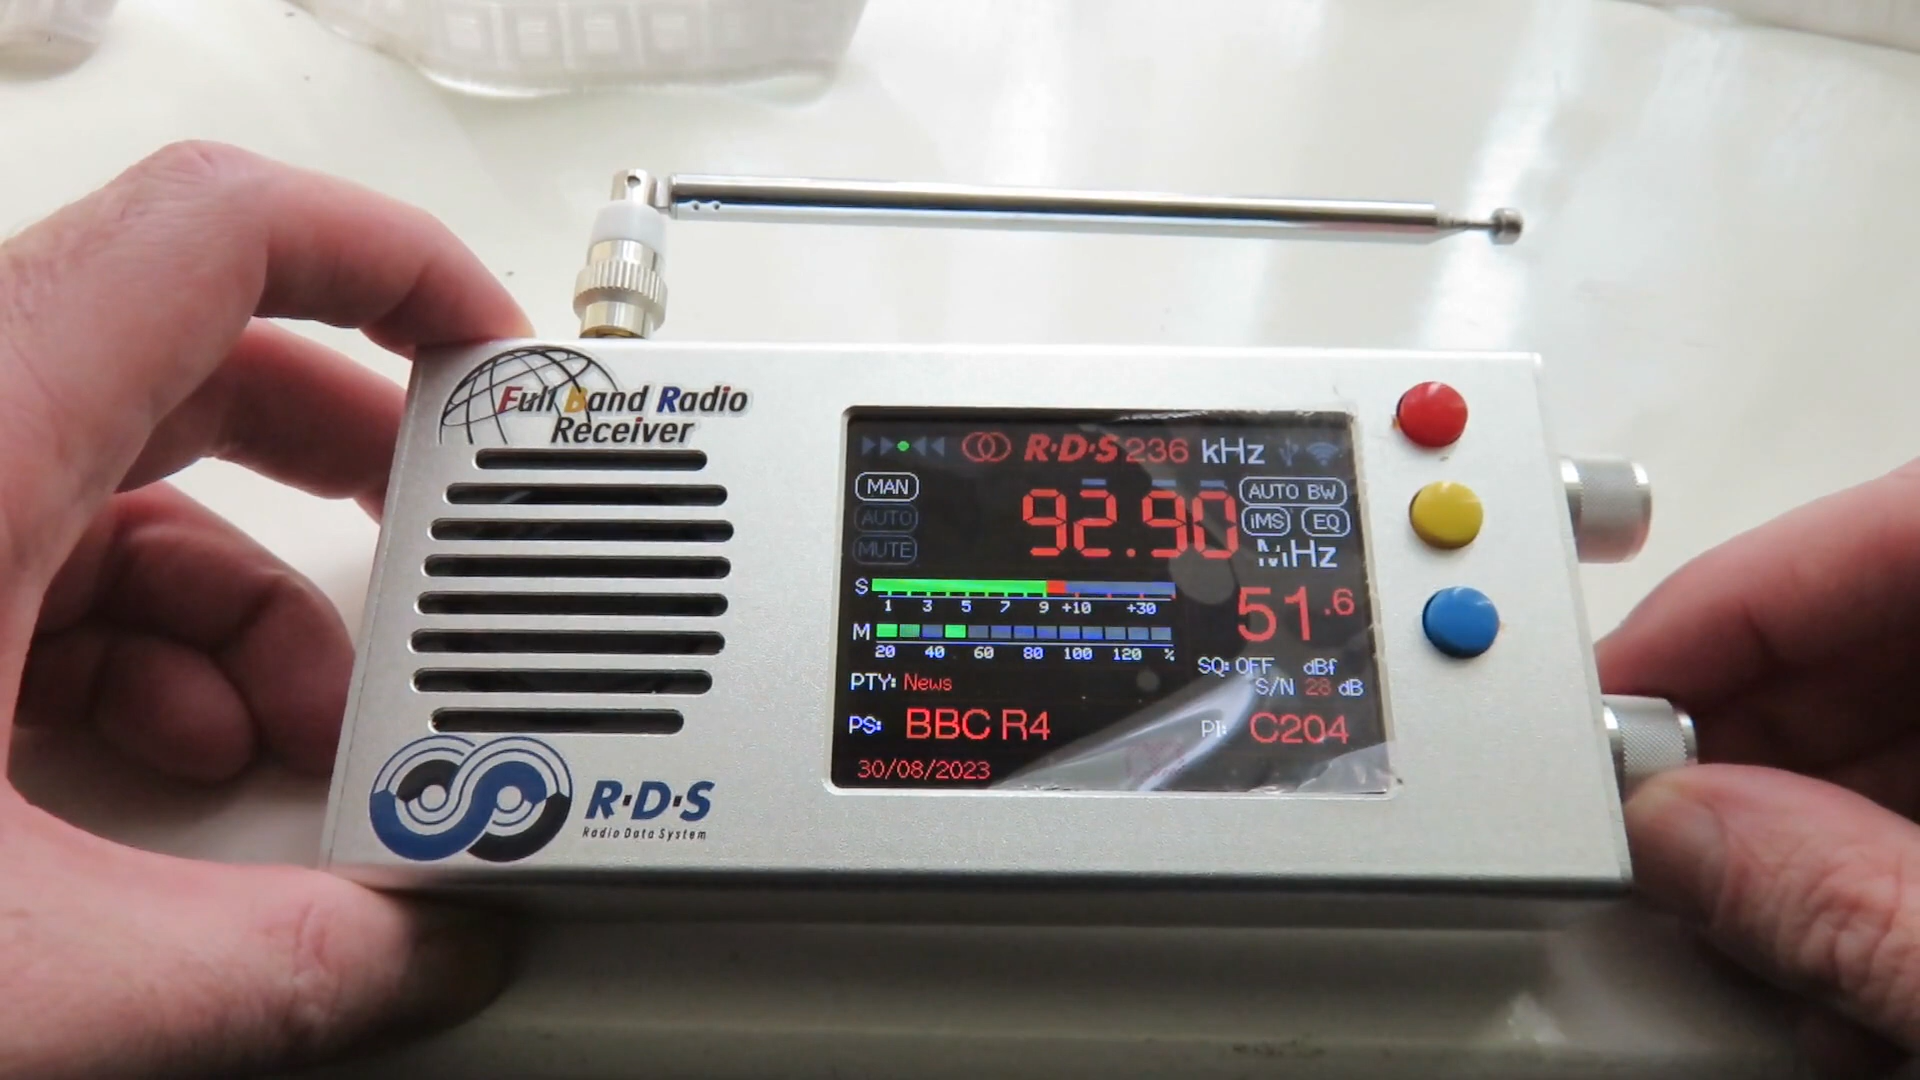 Full Band Radio
Receiver
R·D·S 236 kHz
MAN
AUTO
MUTE
92.90
MHz
AUTO BW
iMS EQ
S
1 3 5 7 9 +10 +30
M
20 40 60 80 100 120 %
51.6
SQ: OFF dBf
S/N 28 dB
PTY: News
PS: BBC R4
PI: C204
30/08/2023
R·D·S
Radio Data System